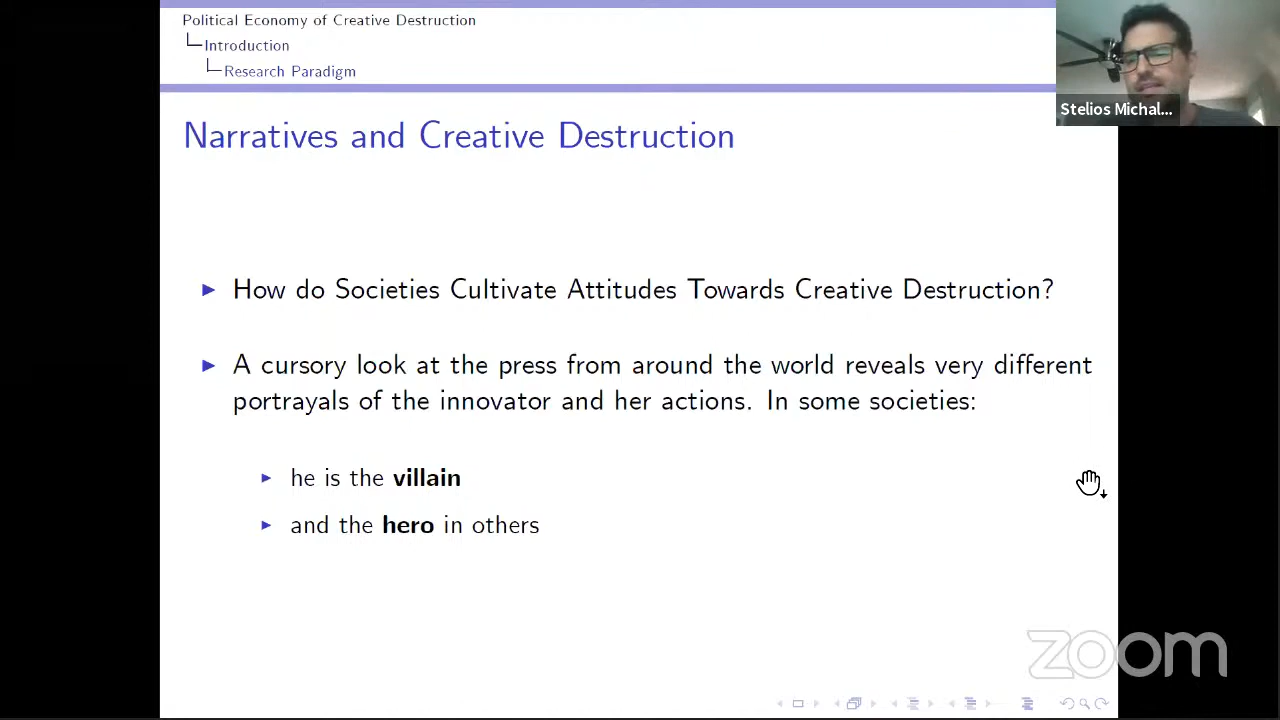 Political Economy of Creative Destruction
Introduction
Research Paradigm
Stelios Michal...
Narratives and Creative Destruction
How do Societies Cultivate Attitudes Towards Creative Destruction?
A cursory look at the press from around the world reveals very different
portrayals of the innovator and her actions. In some societies:
he is the villain
and the hero in others
zoom